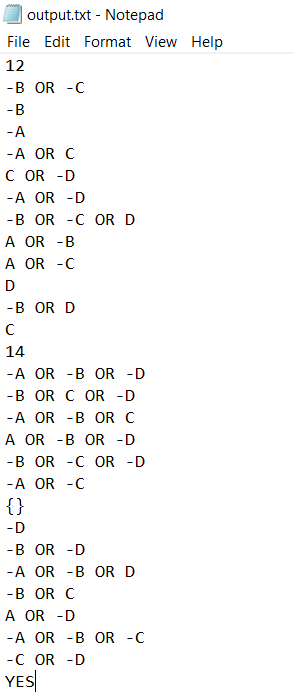 output.txt - Notepad
File Edit Format View Help
12
-B OR -C
-B
-A
-A OR C
C OR -D
-A OR -D
-B OR -C OR D
A OR -B
A OR -C
D
-B OR D
C
14
-A OR -B OR -D
-B OR C OR -D
-A OR -B OR C
A OR -B OR -D
-B OR -C OR -D
-A OR -C
{}
-D
-B OR -D
-A OR -B OR D
-B OR C
A OR -D
-A OR -B OR -C
-C OR -D
YES